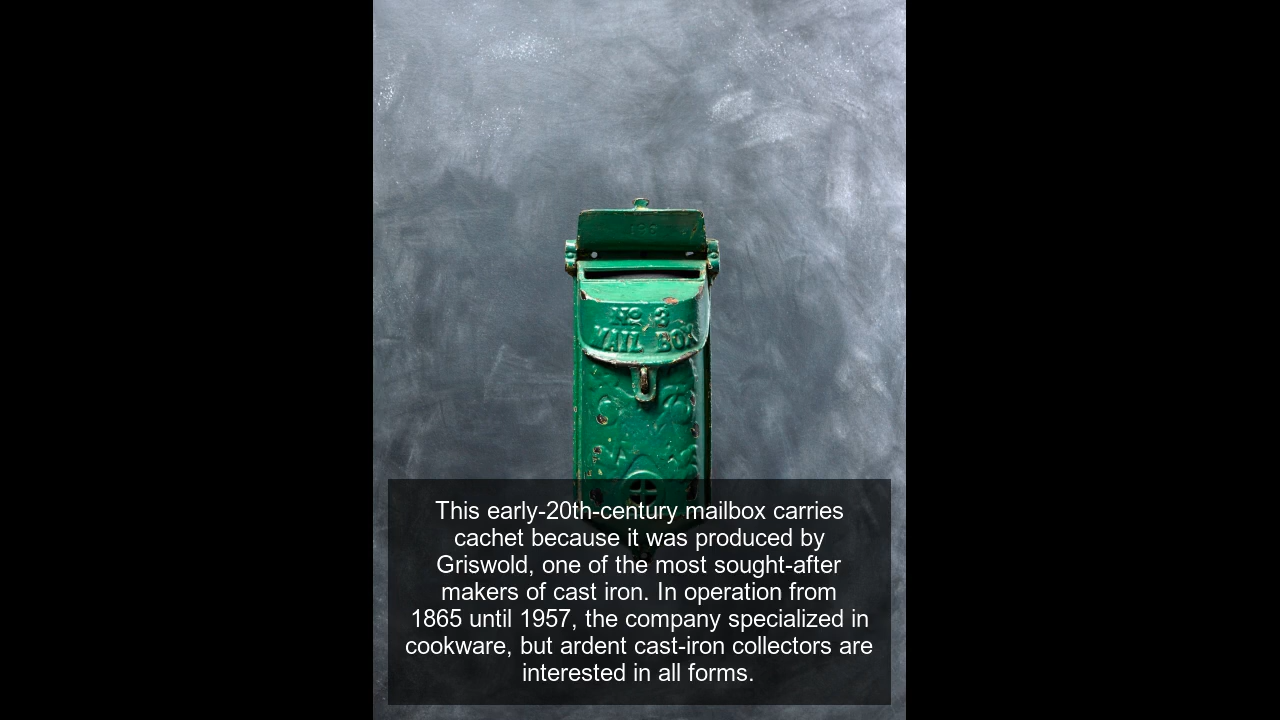 No 3
MAIL BOX
This early-20th-century mailbox carries
cachet because it was produced by
Griswold, one of the most sought-after
makers of cast iron. In operation from
1865 until 1957, the company specialized in
cookware, but ardent cast-iron collectors are
interested in all forms.